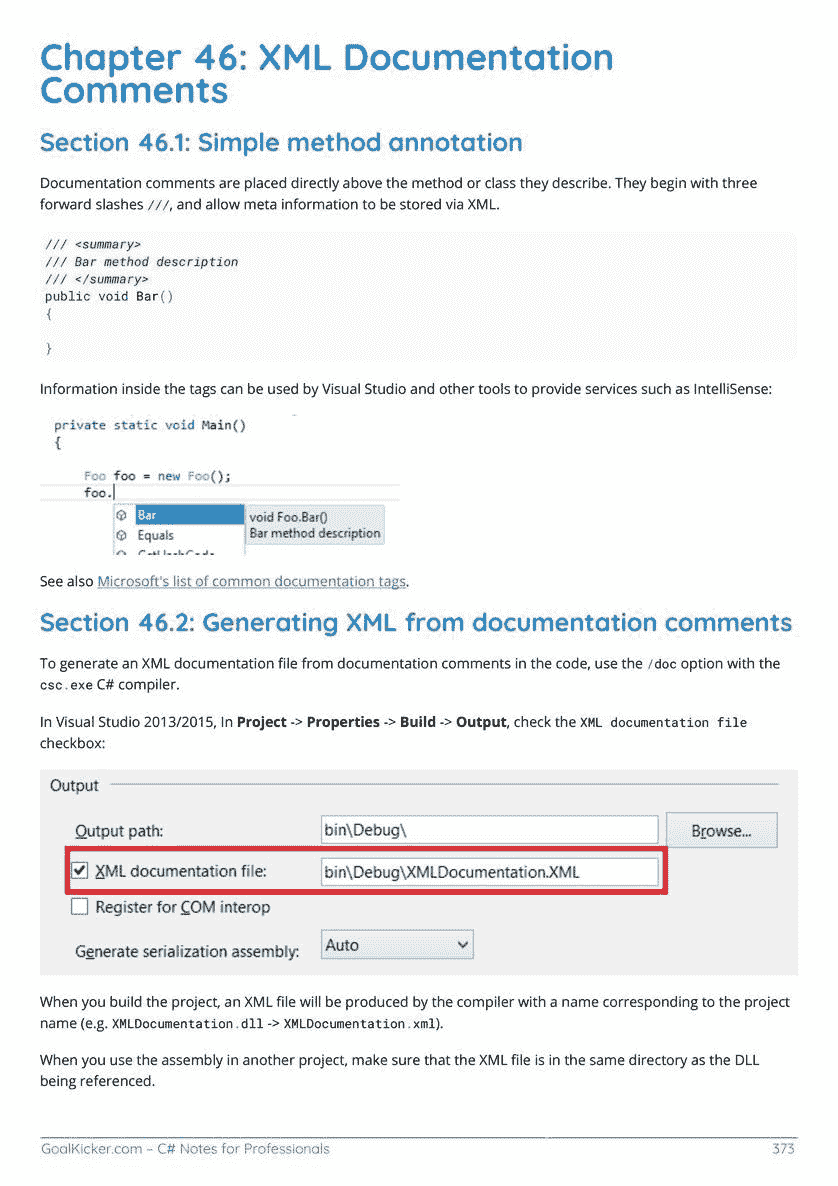 Chapter 46: XML Documentation
Comments
Section 46.1: Simple method annotation
Documentation comments are placed directly above the method or class they describe. They begin with three
forward slashes ///, and allow meta information to be stored via XML.
/// <summary>
/// Bar method description
/// </summary>
public void Bar()
{
}
Information inside the tags can be used by Visual Studio and other tools to provide services such as IntelliSense:
private static void Main()
{
Foo foo = new Foo();
foo.
Bar void Foo.Bar()
Equals Bar method description
GetHashCode
See also Microsoft's list of common documentation tags.
Section 46.2: Generating XML from documentation comments
To generate an XML documentation file from documentation comments in the code, use the /doc option with the
csc.exe C# compiler.
In Visual Studio 2013/2015, In Project -> Properties -> Build -> Output, check the XML documentation file
checkbox:
Output
Output path: bin\Debug\ Browse...
XML documentation file: bin\Debug\XMLDocumentation.XML
Register for COM interop
Generate serialization assembly: Auto
When you build the project, an XML file will be produced by the compiler with a name corresponding to the project
name (e.g. XMLDocumentation.dll -> XMLDocumentation.xml).
When you use the assembly in another project, make sure that the XML file is in the same directory as the DLL
being referenced.
GoalKicker.com – C# Notes for Professionals 373